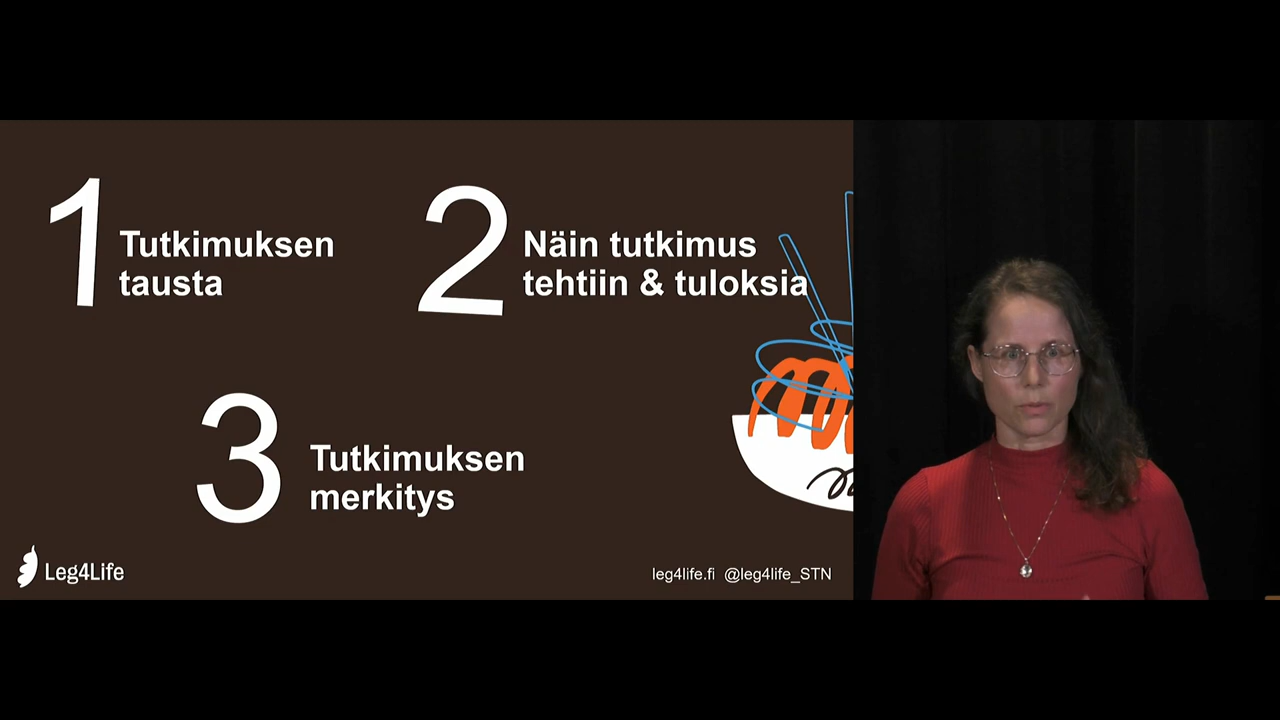 1
Tutkimuksen
tausta
2
Näin tutkimus
tehtiin & tuloksia
3
Tutkimuksen
merkitys
Leg4Life
leg4life.fi @leg4life_STN